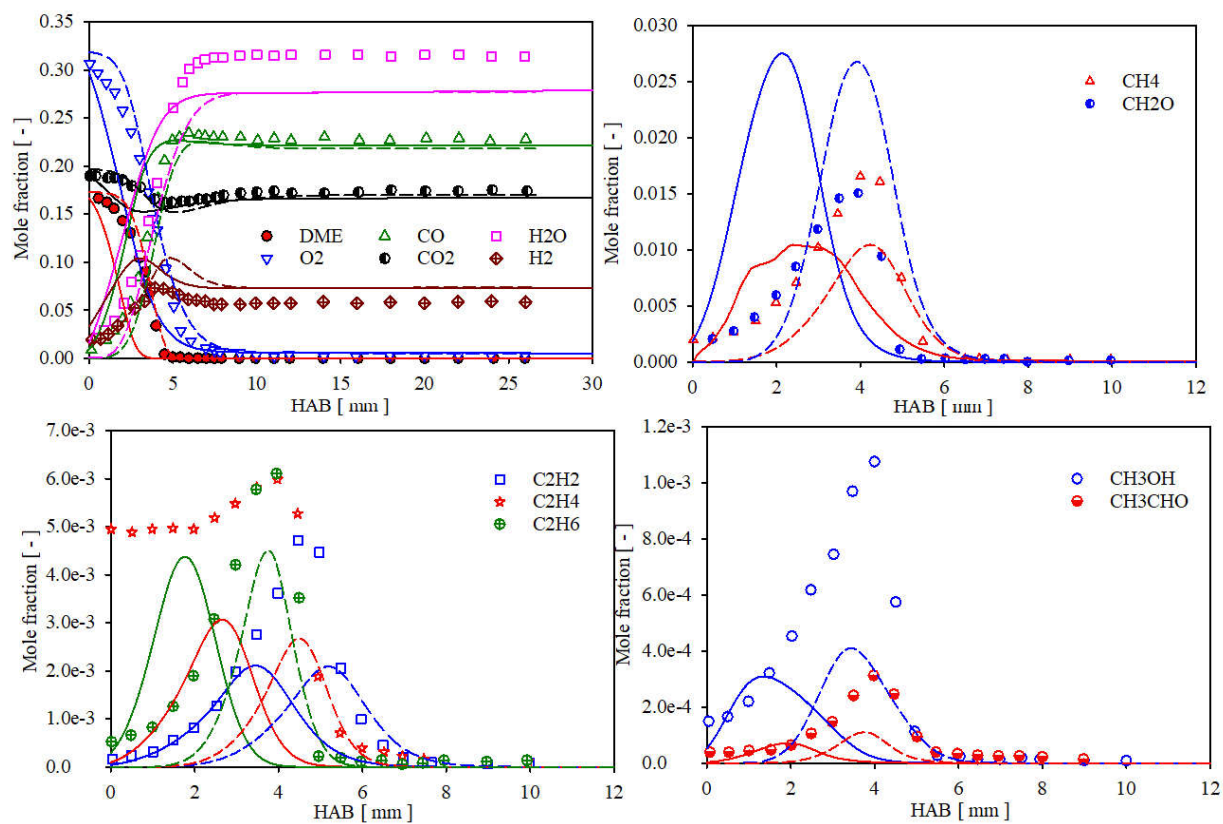 Mole fraction [ - ]
0.35
0.30
0.25
0.20
0.15
0.10
0.05
0.00
DME CO H2O
O2 CO2 H2
0 5 10 15 20 25 30
HAB [ mm ]
Mole fraction [ - ]
0.030
0.025
0.020
0.015
0.010
0.005
0.000
CH4
CH2O
0 2 4 6 8 10 12
HAB [ mm ]
Mole fraction [ - ]
7.0e-3
6.0e-3
5.0e-3
4.0e-3
3.0e-3
2.0e-3
1.0e-3
0.0
C2H2
C2H4
C2H6
0 2 4 6 8 10 12
HAB [ mm ]
Mole fraction [ - ]
1.2e-3
1.0e-3
8.0e-4
6.0e-4
4.0e-4
2.0e-4
0.0
CH3OH
CH3CHO
0 2 4 6 8 10 12
HAB [ mm ]